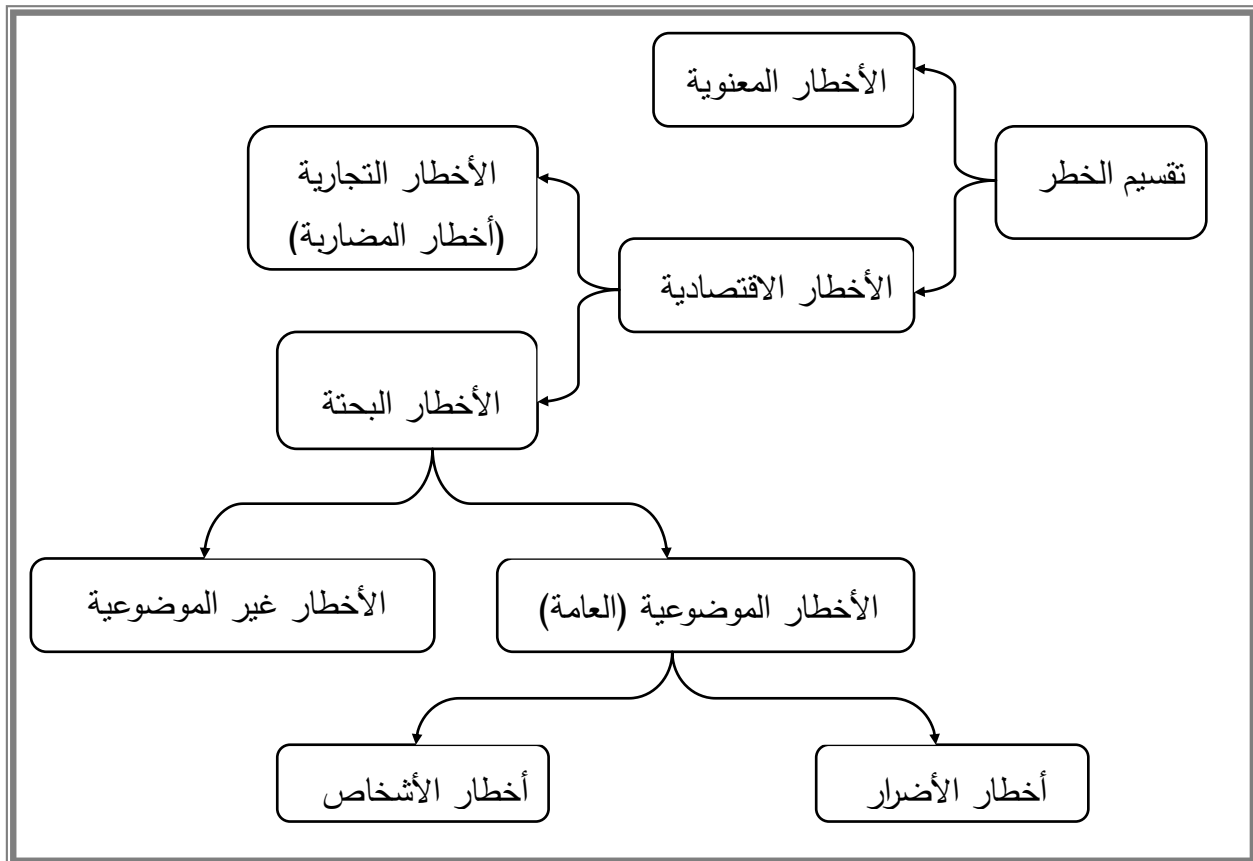 تقسيم الخطر
الأخطار المعنوية
الأخطار الاقتصادية
الأخطار التجارية
(أخطار المضاربة)
الأخطار البحتة
الأخطار الموضوعية (العامة)
الأخطار غير الموضوعية
أخطار الأضرار
أخطار الأشخاص